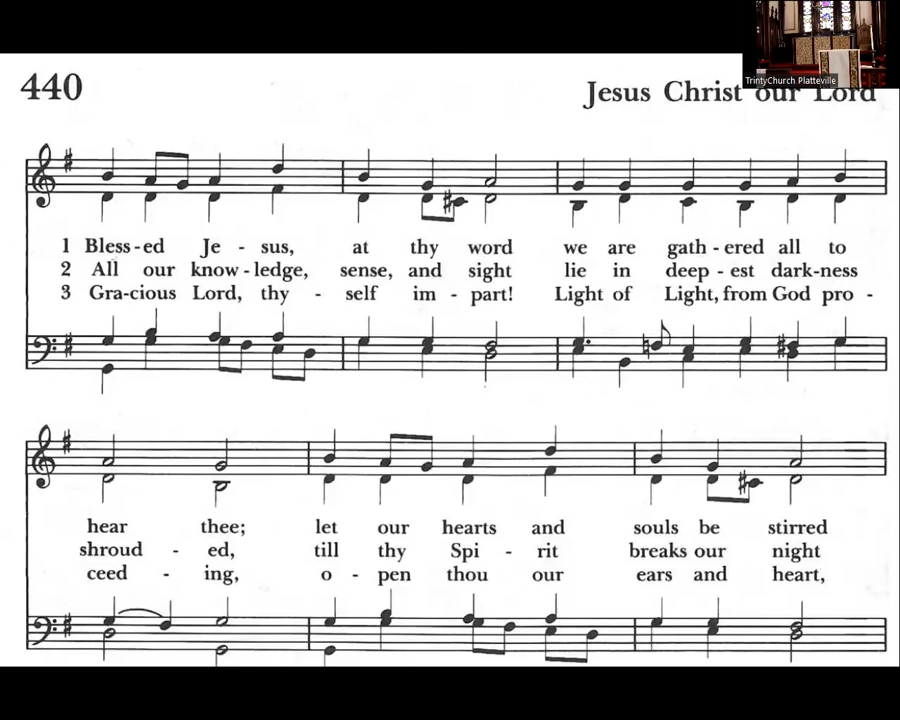 440
Jesus Christ our Lord
TrintyChurch Platteville
1 Bless-ed Je - sus, at thy word we are gath-ered all to
2 All our know-ledge, sense, and sight lie in deep - est dark-ness
3 Gra-cious Lord, thy - self im - part! Light of Light, from God pro -
hear thee; let our hearts and souls be stirred
shroud - ed, till thy Spi - rit breaks our night
ceed - ing, o - pen thou our ears and heart,